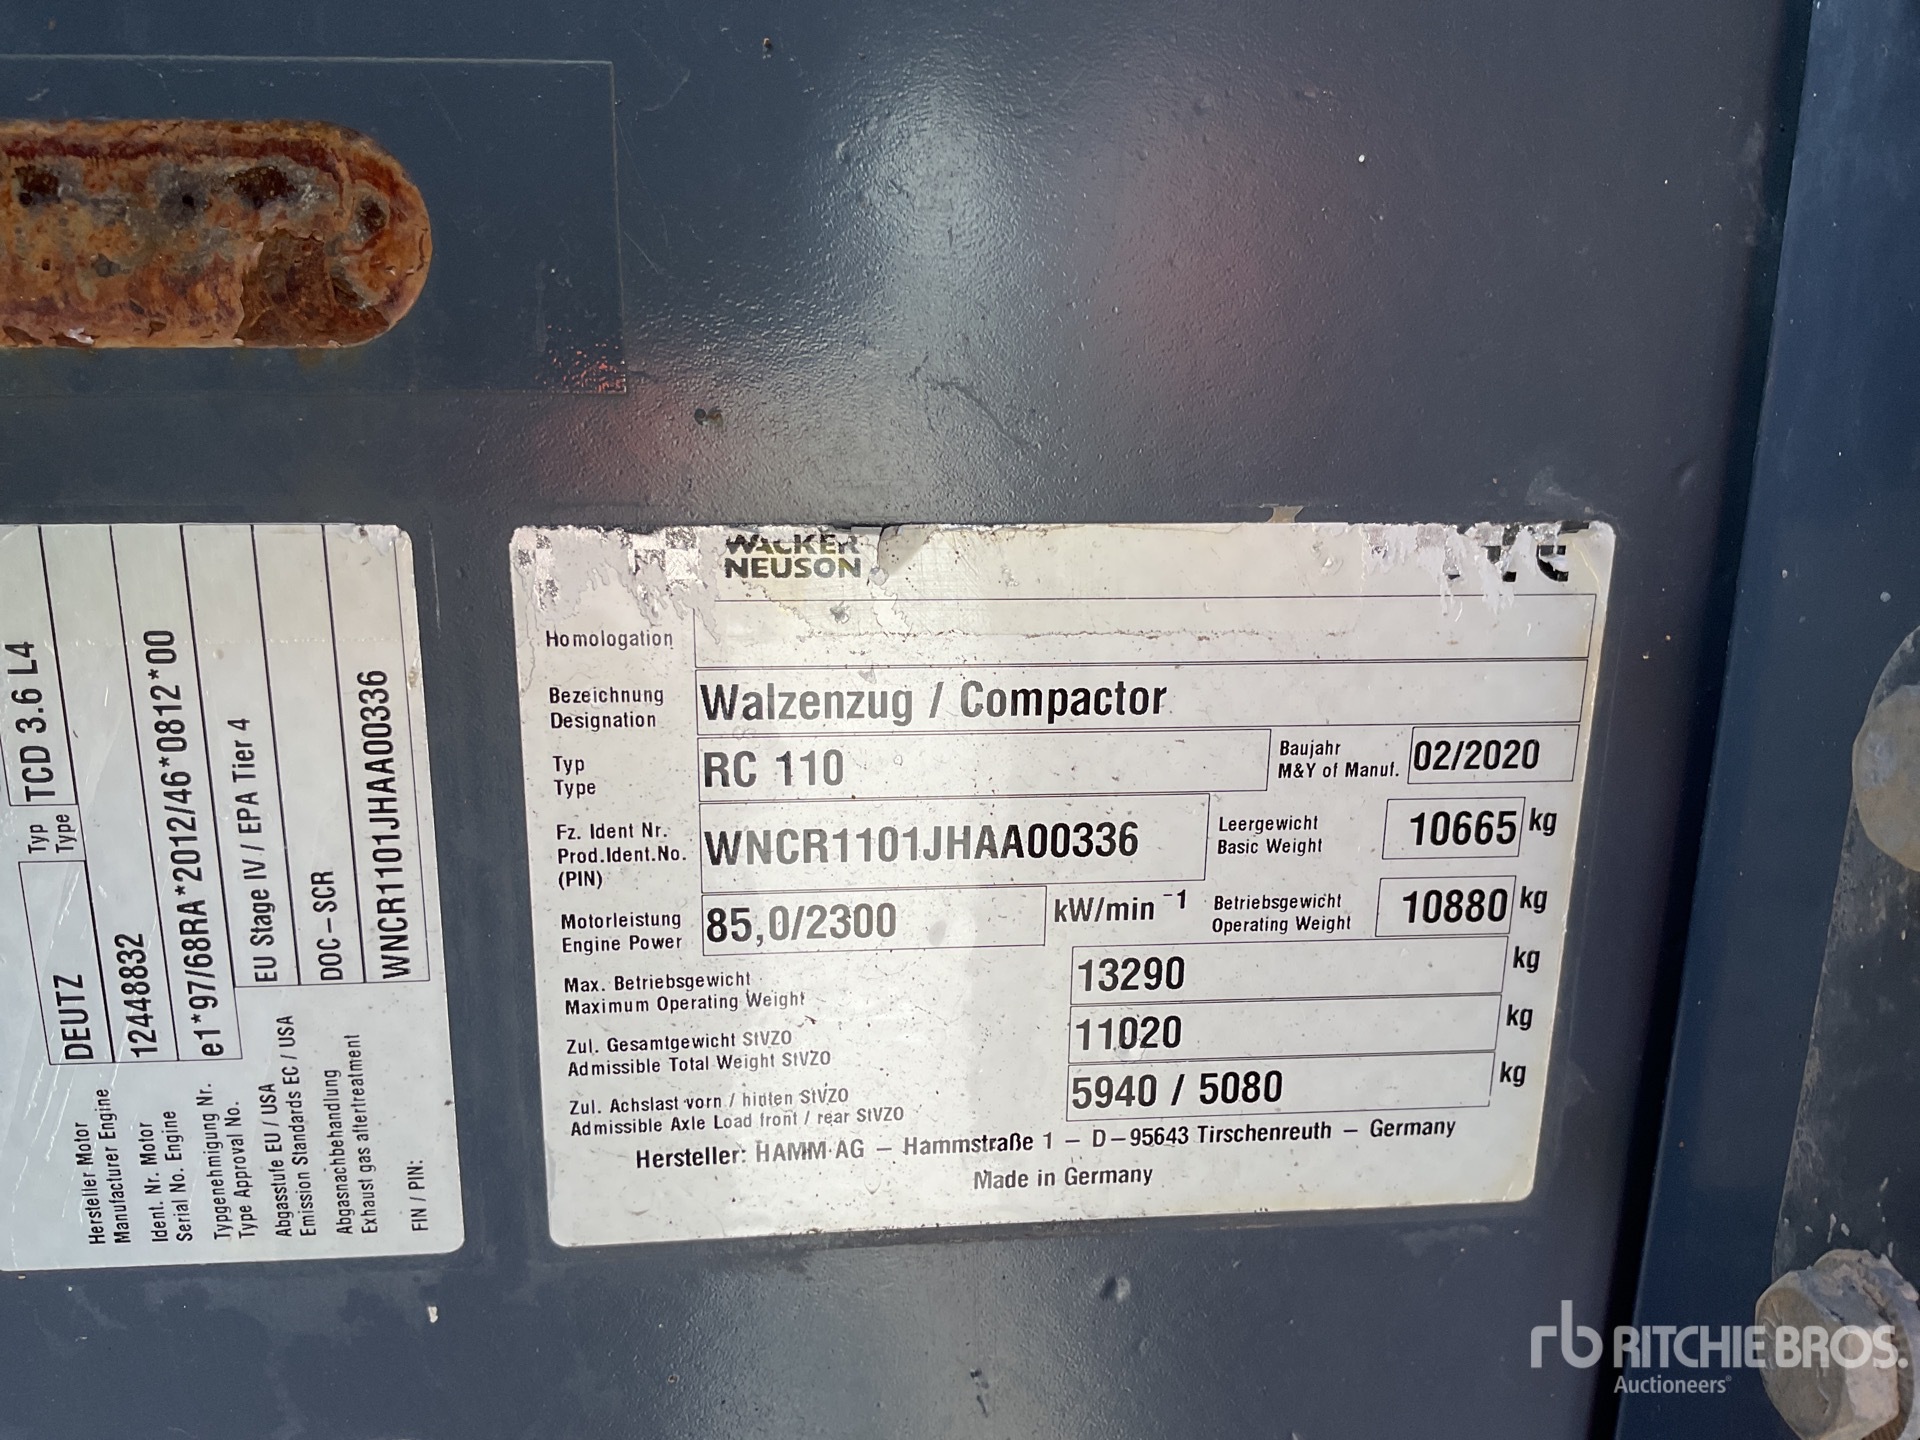 Hersteller Motor
Manufacturer Engine
DEUTZ
Typ
Type
TCD 3.6 L4
Ident. Nr. Motor
Serial No. Engine
12448832
Typgenehmigung Nr.
Type Approval No.
e1*97/68RA*2012/46*0812*00
Abgasstufe EU / USA
Emission Standards EC / USA
EU Stage IV / EPA Tier 4
Abgasnachbehandlung
Exhaust gas aftertreatment
DOC-SCR
FIN / PIN:
WNCR1101JHAA00336
WACKER
NEUSON
Homologation
Bezeichnung
Designation
Walzenzug / Compactor
Typ
Type
RC 110
Baujahr
M&Y of Manuf.
02/2020
Fz. Ident Nr.
Prod.Ident.No.
(PIN)
WNCR1101JHAA00336
Leergewicht
Basic Weight
10665 kg
Motorleistung
Engine Power
85,0/2300 kW/min⁻¹
Betriebsgewicht
Operating Weight
10880 kg
Max. Betriebsgewicht
Maximum Operating Weight
13290 kg
Zul. Gesamtgewicht StVZO
Admissible Total Weight StVZO
11020 kg
Zul. Achslast vorn / hinten StVZO
Admissible Axle Load front / rear StVZO
5940 / 5080 kg
Hersteller: HAMM AG – Hammstraße 1 – D-95643 Tirschenreuth – Germany
Made in Germany
rb RITCHIE BROS.
Auctioneers